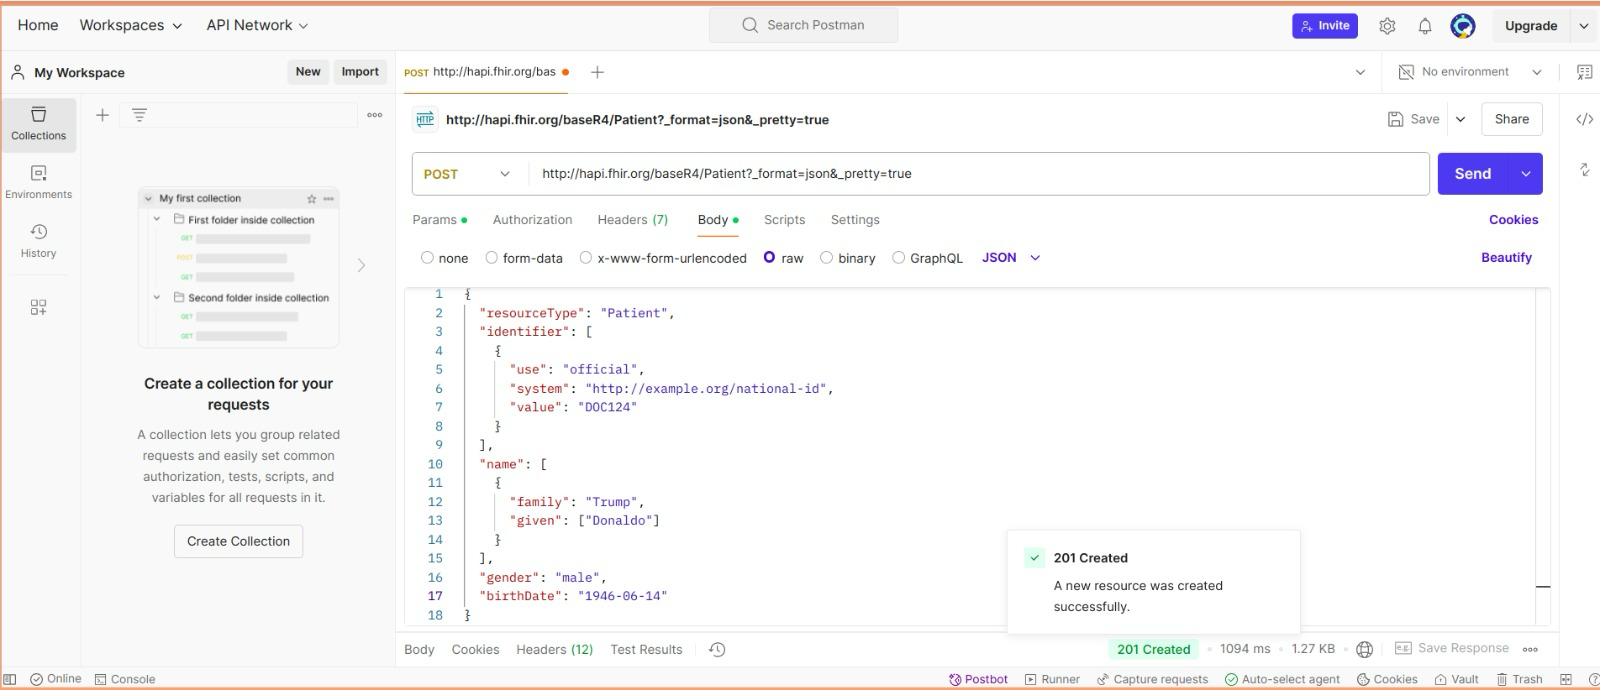 Home Workspaces API Network Search Postman Invite Upgrade
My Workspace New Import POST http://hapi.fhir.org/bas No environment
Collections
Environments
History
My first collection
First folder inside collection
GET
POST
GET
Second folder inside collection
GET
GET
Create a collection for your
requests
A collection lets you group related
requests and easily set common
authorization, tests, scripts, and
variables for all requests in it.
Create Collection
HTTP http://hapi.fhir.org/baseR4/Patient?_format=json&_pretty=true Save Share
POST http://hapi.fhir.org/baseR4/Patient?_format=json&_pretty=true Send
Params Authorization Headers (7) Body Scripts Settings Cookies
none form-data x-www-form-urlencoded raw binary GraphQL JSON Beautify
1 {
2 "resourceType": "Patient",
3 "identifier": [
4 {
5 "use": "official",
6 "system": "http://example.org/national-id",
7 "value": "DOC124"
8 }
9 ],
10 "name": [
11 {
12 "family": "Trump",
13 "given": ["Donaldo"]
14 }
15 ],
16 "gender": "male",
17 "birthDate": "1946-06-14"
18 }
201 Created
A new resource was created
successfully.
Body Cookies Headers (12) Test Results 201 Created 1094 ms 1.27 KB e.g. Save Response
Online Console Postbot Runner Capture requests Auto-select agent Cookies Vault Trash